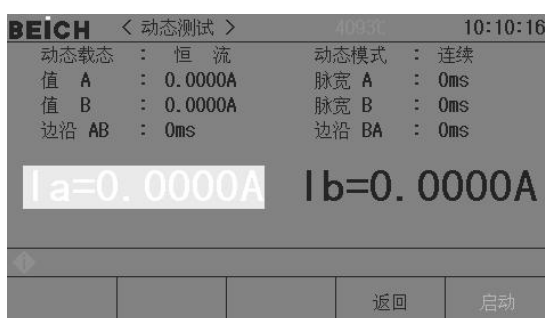 BEICH <动态测试> 4093C 10:10:16
动态载态 : 恒 流 动态模式 : 连续
值 A : 0.0000A 脉宽 A : 0ms
值 B : 0.0000A 脉宽 B : 0ms
边沿 AB : 0ms 边沿 BA : 0ms
Ia=0.0000A Ib=0.0000A
返回 启动